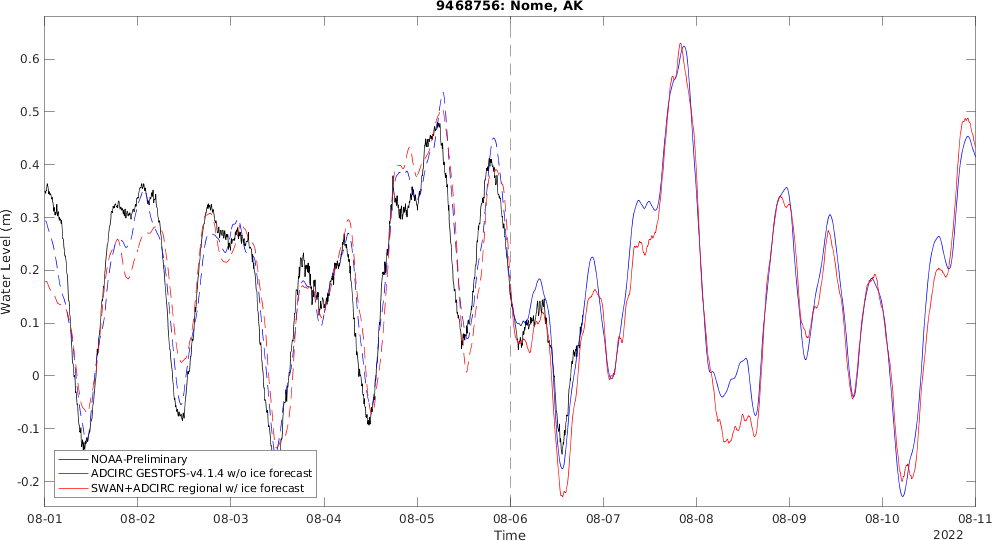 9468756: Nome, AK
Water Level (m)
0.6
0.5
0.4
0.3
0.2
0.1
0
-0.1
-0.2
NOAA-Preliminary
ADCIRC GESTOFS-v4.1.4 w/o ice forecast
SWAN+ADCIRC regional w/ ice forecast
08-01 08-02 08-03 08-04 08-05 08-06 08-07 08-08 08-09 08-10 08-11
Time
2022